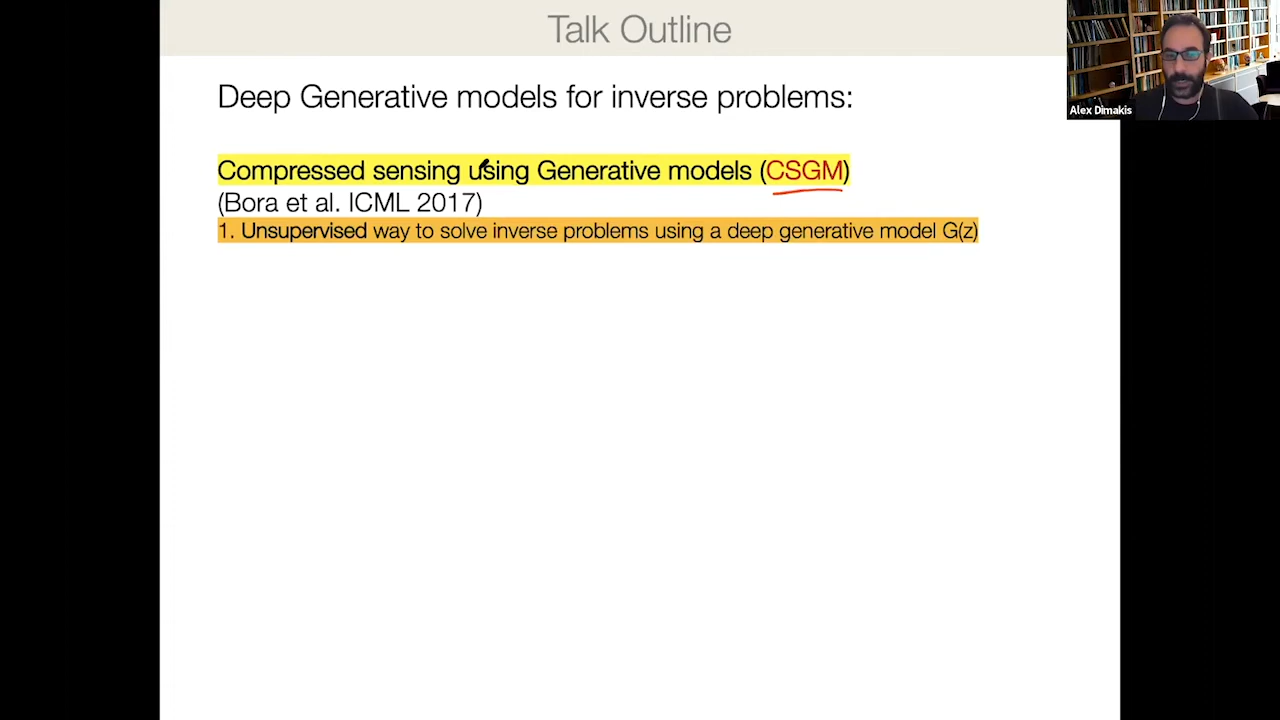 Talk Outline
Alex Dimakis
Deep Generative models for inverse problems:
Compressed sensing using Generative models (CSGM)
(Bora et al. ICML 2017)
1. Unsupervised way to solve inverse problems using a deep generative model G(z)